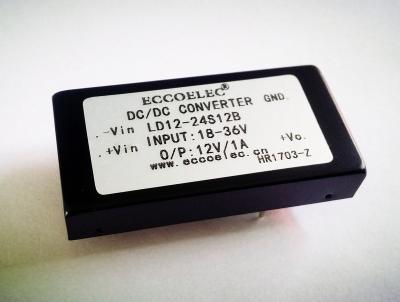 ECCOELEC®
DC/DC CONVERTER GND.
.-Vin LD12-24S12B
.+Vin INPUT:18-36V +Vo.
O/P:12V/1A
www.eccoelec.cn HR1703-Z